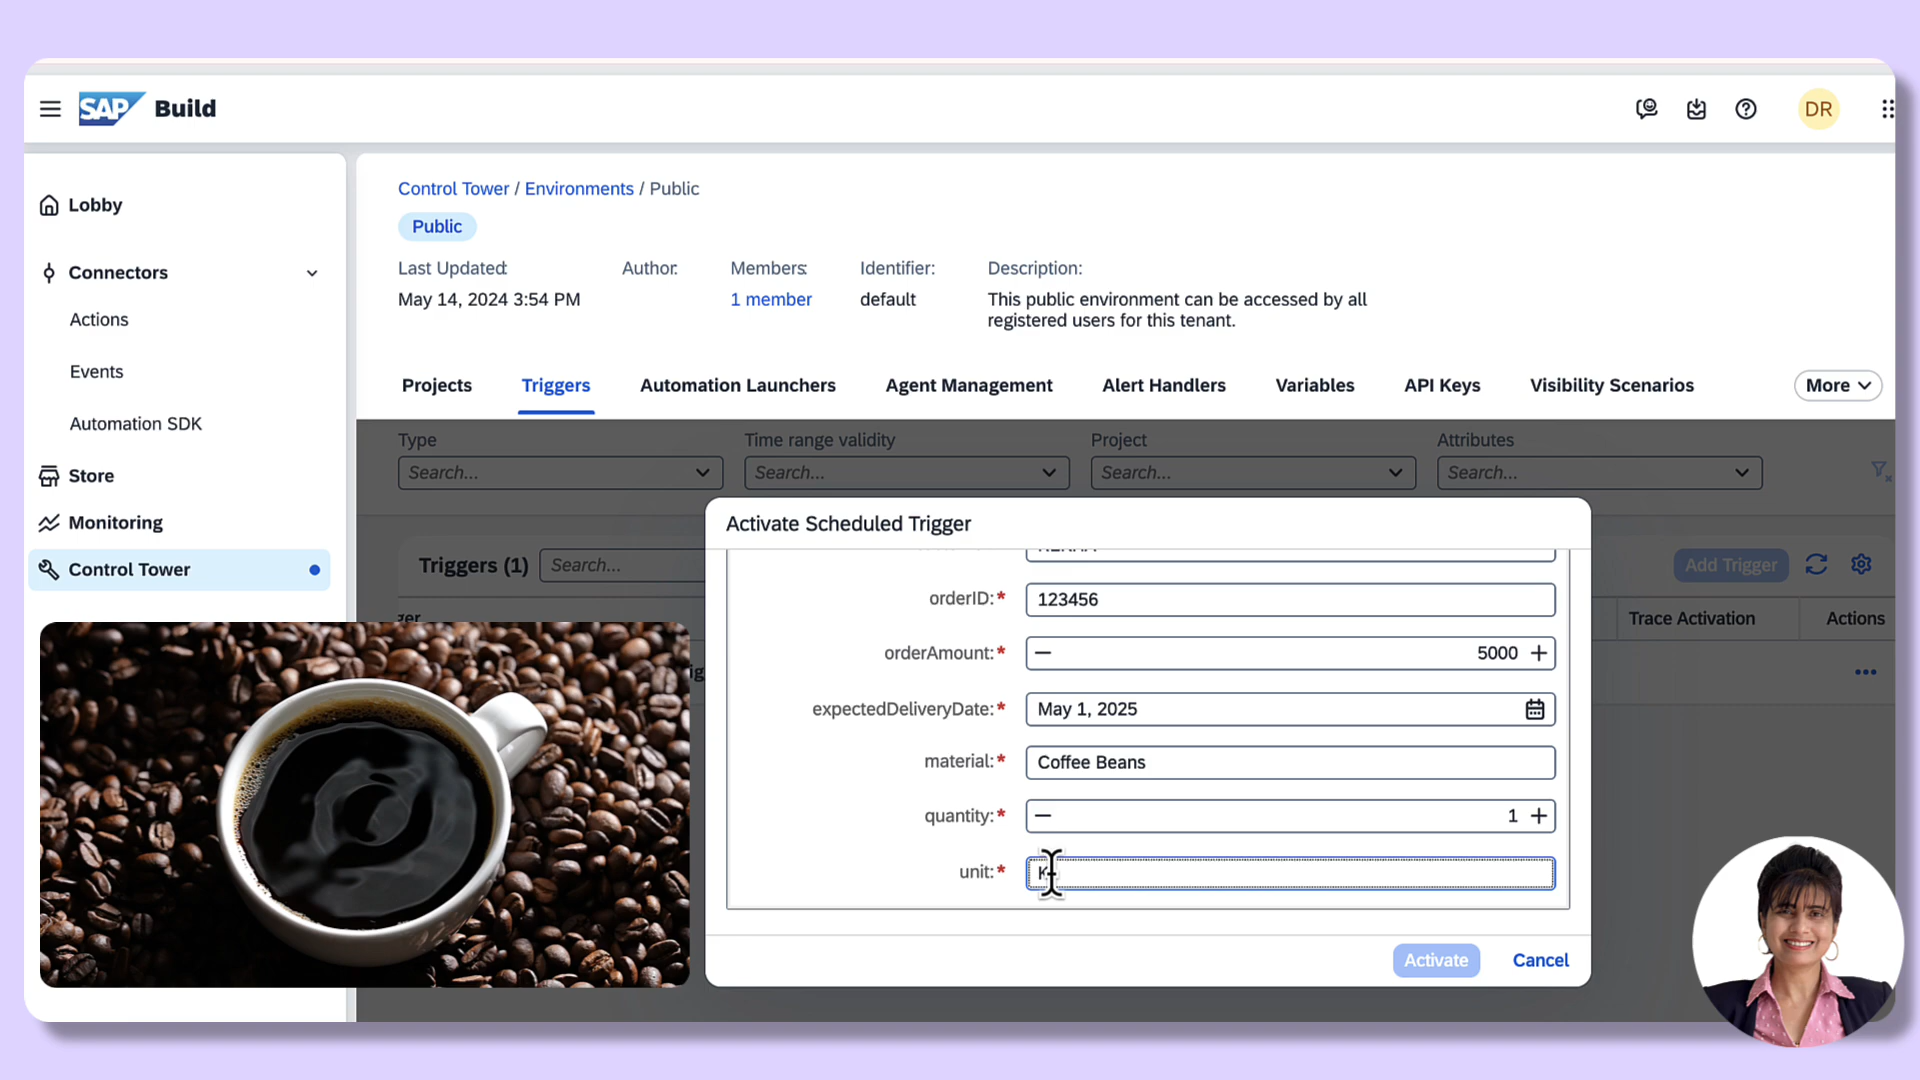 SAP Build
DR
Lobby
Connectors
Actions
Events
Automation SDK
Store
Monitoring
Control Tower
Control Tower / Environments / Public
Public
Last Updated: Author: Members: Identifier: Description:
May 14, 2024 3:54 PM 1 member default This public environment can be accessed by all
registered users for this tenant.
Projects Triggers Automation Launchers Agent Management Alert Handlers Variables API Keys Visibility Scenarios More
Type Time range validity Project Attributes
Search... Search... Search... Search...
Triggers (1) Search... Add Trigger
Trace Activation Actions
Activate Scheduled Trigger
orderID:* 123456
orderAmount:* 5000
expectedDeliveryDate:* May 1, 2025
material:* Coffee Beans
quantity:* 1
unit:*
Activate Cancel